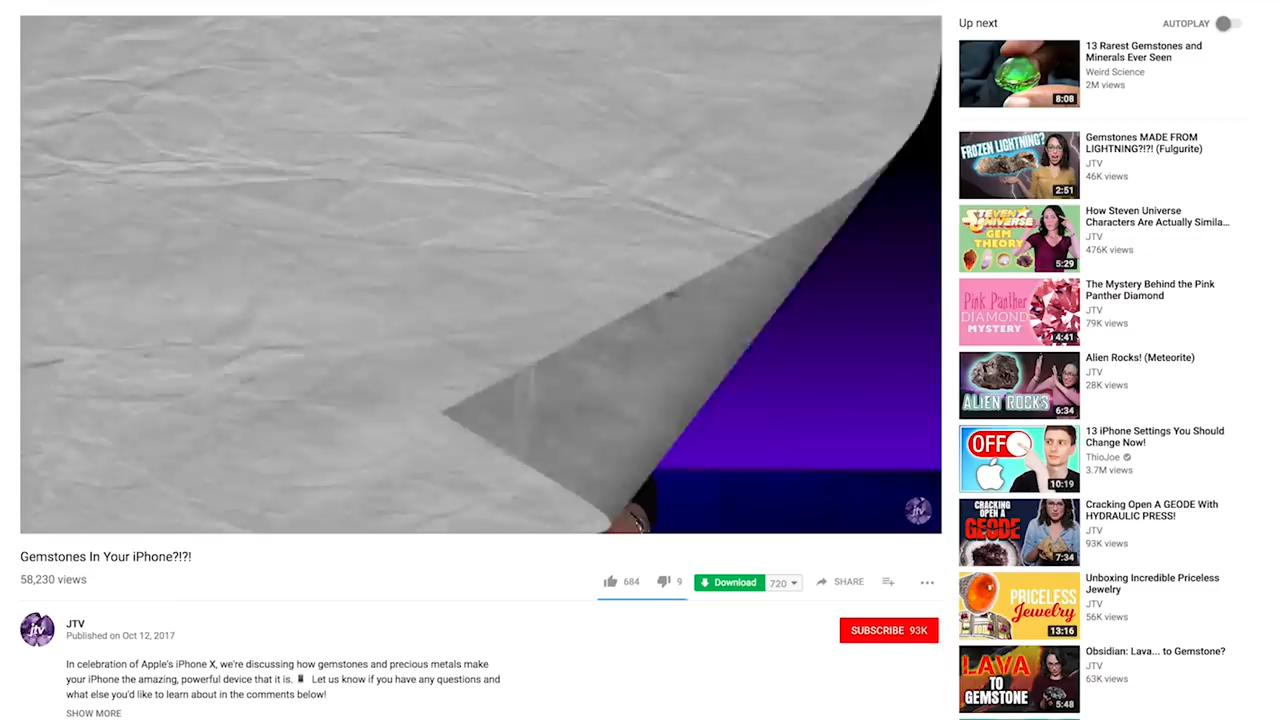 Up next
AUTOPLAY
13 Rarest Gemstones and
Minerals Ever Seen
Weird Science
2M views
8:08
FROZEN LIGHTNING?
2:51
Gemstones MADE FROM
LIGHTNING?!?! (Fulgurite)
JTV
46K views
STEVEN
UNIVERSE
GEM
THEORY
5:29
How Steven Universe
Characters Are Actually Simila...
JTV
476K views
Pink Panther
DIAMOND
MYSTERY
4:41
The Mystery Behind the Pink
Panther Diamond
JTV
79K views
ALIEN ROCKS
6:34
Alien Rocks! (Meteorite)
JTV
28K views
OFF
10:19
13 iPhone Settings You Should
Change Now!
ThioJoe
3.7M views
CRACKING
OPEN A
GEODE
7:34
Cracking Open A GEODE With
HYDRAULIC PRESS!
JTV
93K views
PRICELESS
Jewelry
13:16
Unboxing Incredible Priceless
Jewelry
JTV
56K views
LAVA
TO
GEMSTONE
5:48
Obsidian: Lava... to Gemstone?
JTV
63K views
jtv
Gemstones In Your iPhone?!?!
58,230 views
684
9
Download
720
SHARE
jtv
JTV
Published on Oct 12, 2017
SUBSCRIBE 93K
In celebration of Apple's iPhone X, we're discussing how gemstones and precious metals make
your iPhone the amazing, powerful device that it is. Let us know if you have any questions and
what else you'd like to learn about in the comments below!
SHOW MORE